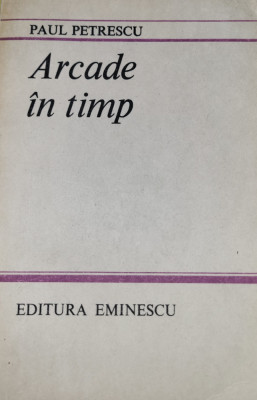 PAUL PETRESCU
Arcade
în timp
EDITURA EMINESCU